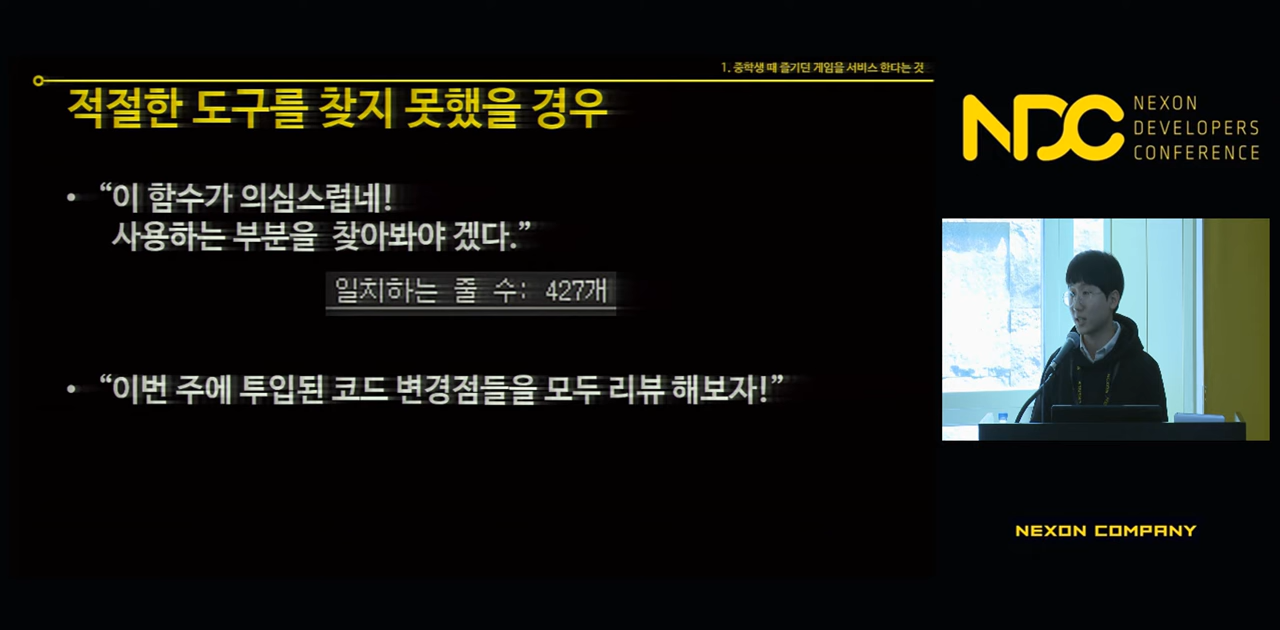 1. 중학생 때 즐기던 게임을 서비스 한다는 것
적절한 도구를 찾지 못했을 경우
• “이 함수가 의심스럽네!
사용하는 부분을 찾아봐야 겠다.”
일치하는 줄 수: 427개
• “이번 주에 투입된 코드 변경점들을 모두 리뷰 해보자!”
NDC
NEXON
DEVELOPERS
CONFERENCE
NEXON COMPANY